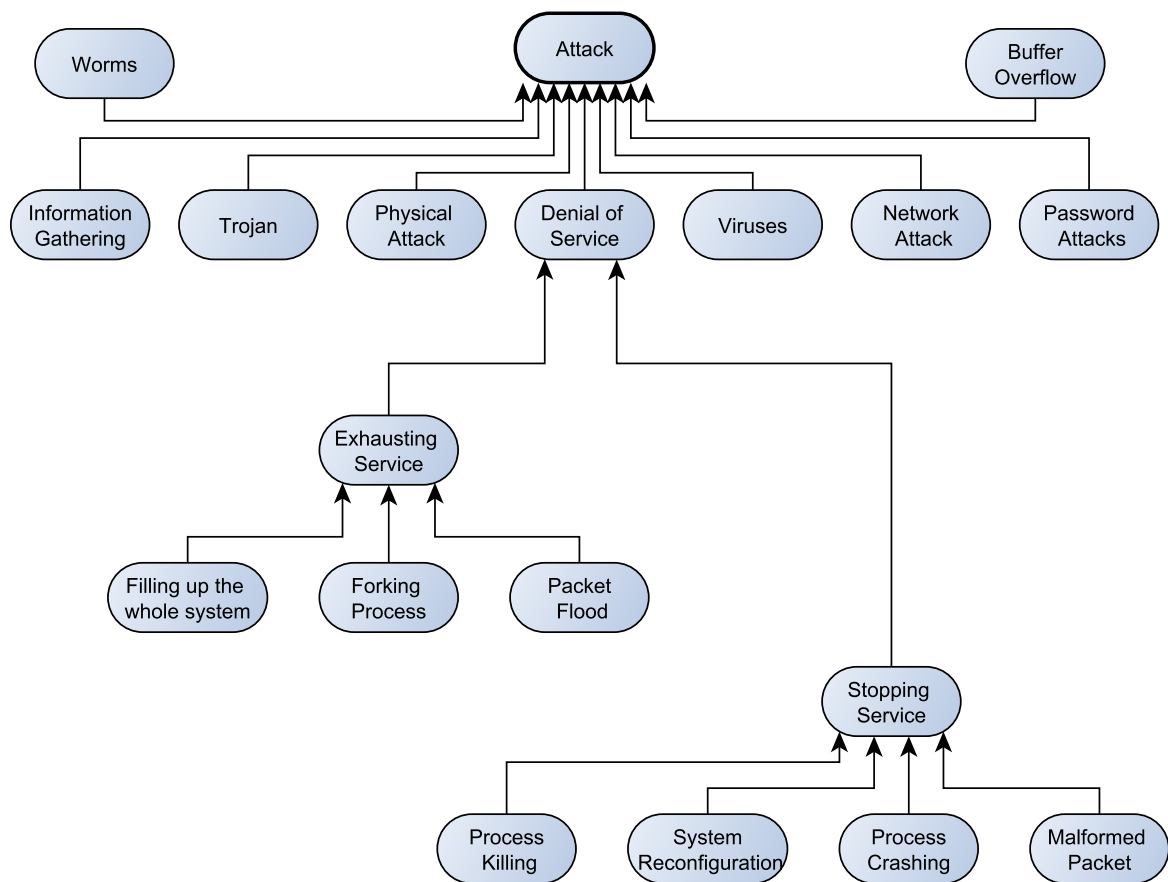 Worms
Attack
Buffer
Overflow
Information
Gathering
Trojan
Physical
Attack
Denial of
Service
Viruses
Network
Attack
Password
Attacks
Exhausting
Service
Filling up the
whole system
Forking
Process
Packet
Flood
Stopping
Service
Process
Killing
System
Reconfiguration
Process
Crashing
Malformed
Packet